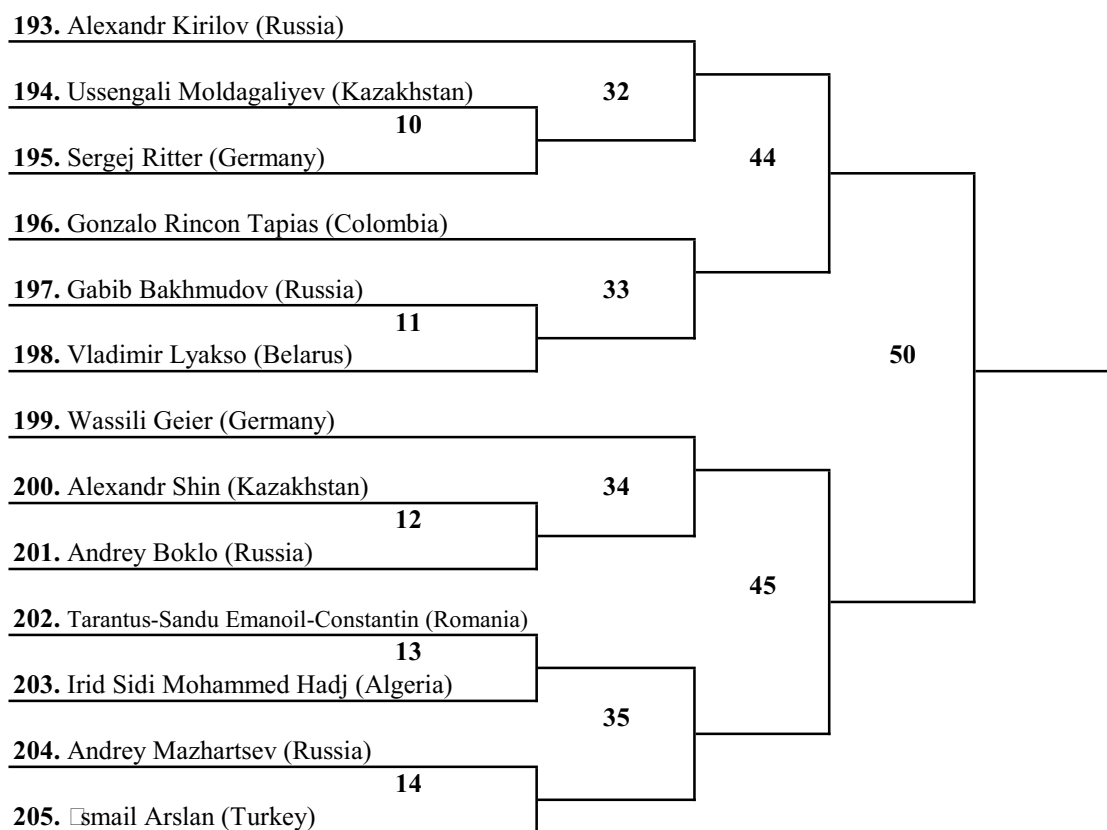 193. Alexandr Kirilov (Russia)
194. Ussengali Moldagaliyev (Kazakhstan)
32
10
195. Sergej Ritter (Germany)
44
196. Gonzalo Rincon Tapias (Colombia)
197. Gabib Bakhmudov (Russia)
33
11
198. Vladimir Lyakso (Belarus)
50
199. Wassili Geier (Germany)
200. Alexandr Shin (Kazakhstan)
34
12
201. Andrey Boklo (Russia)
45
202. Tarantus-Sandu Emanoil-Constantin (Romania)
13
203. Irid Sidi Mohammed Hadj (Algeria)
35
204. Andrey Mazhartsev (Russia)
14
205. □smail Arslan (Turkey)